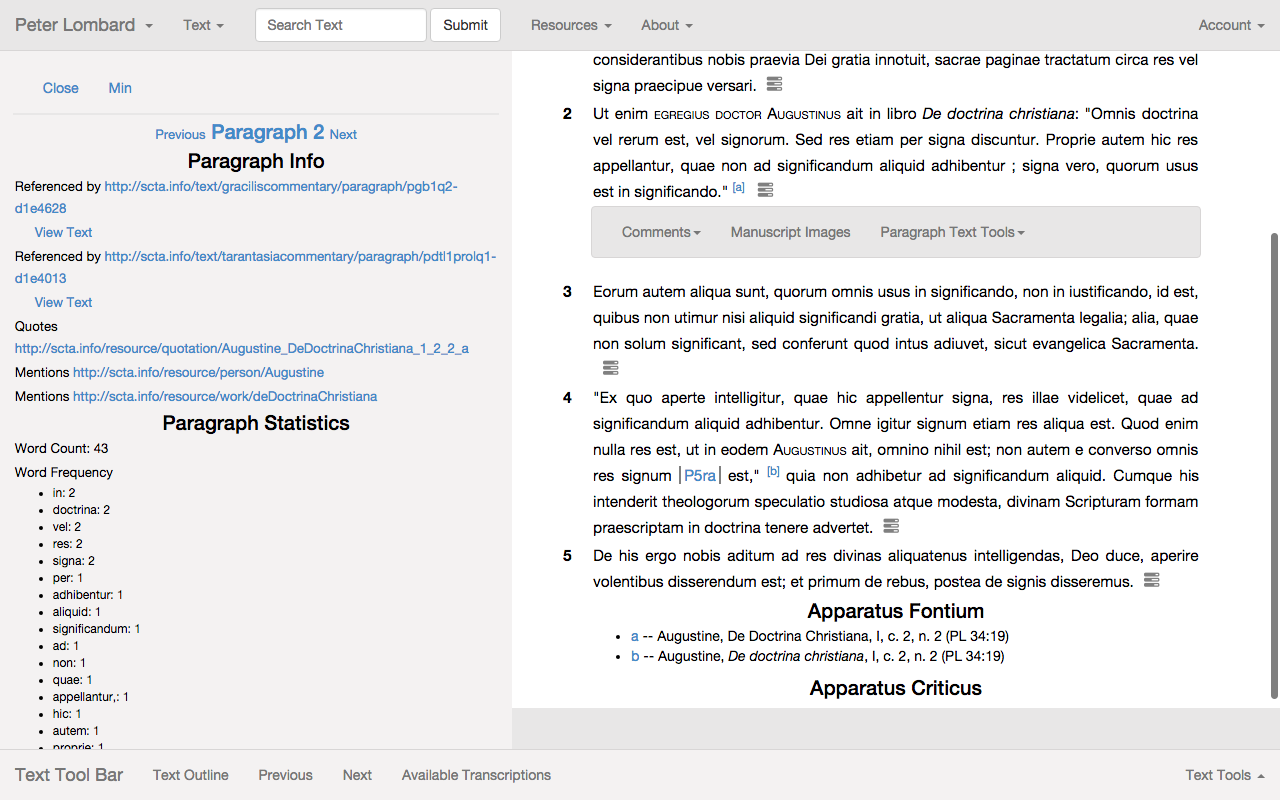 Peter Lombard Text Search Text Submit Resources About Account
Close Min
Previous Paragraph 2 Next
Paragraph Info
Referenced by http://scta.info/text/graciliscommentary/paragraph/pgb1q2-
d1e4628
View Text
Referenced by http://scta.info/text/tarantasiacommentary/paragraph/pdtl1prolq1-
d1e4013
View Text
Quotes
http://scta.info/resource/quotation/Augustine_DeDoctrinaChristiana_1_2_2_a
Mentions http://scta.info/resource/person/Augustine
Mentions http://scta.info/resource/work/deDoctrinaChristiana
Paragraph Statistics
Word Count: 43
Word Frequency
• in: 2
• doctrina: 2
• vel: 2
• res: 2
• signa: 2
• per: 1
• adhibentur: 1
• aliquid: 1
• significandum: 1
• ad: 1
• non: 1
• quae: 1
• appellantur,: 1
• hic: 1
• autem: 1
• proprie: 1
considerantibus nobis praevia Dei gratia innotuit, sacrae paginae tractatum circa res vel
signa praecipue versari.
2 Ut enim egregius doctor Augustinus ait in libro De doctrina christiana: "Omnis doctrina
vel rerum est, vel signorum. Sed res etiam per signa discuntur. Proprie autem hic res
appellantur, quae non ad significandum aliquid adhibentur ; signa vero, quorum usus
est in significando." [a]
Comments Manuscript Images Paragraph Text Tools
3 Eorum autem aliqua sunt, quorum omnis usus in significando, non in iustificando, id est,
quibus non utimur nisi aliquid significandi gratia, ut aliqua Sacramenta legalia; alia, quae
non solum significant, sed conferunt quod intus adiuvet, sicut evangelica Sacramenta.
4 "Ex quo aperte intelligitur, quae hic appellentur signa, res illae videlicet, quae ad
significandum aliquid adhibentur. Omne igitur signum etiam res aliqua est. Quod enim
nulla res est, ut in eodem Augustinus ait, omnino nihil est; non autem e converso omnis
res signum |P5ra| est," [b] quia non adhibetur ad significandum aliquid. Cumque his
intenderit theologorum speculatio studiosa atque modesta, divinam Scripturam formam
praescriptam in doctrina tenere advertet.
5 De his ergo nobis aditum ad res divinas aliquatenus intelligendas, Deo duce, aperire
volentibus disserendum est; et primum de rebus, postea de signis disseremus.
Apparatus Fontium
• a -- Augustine, De Doctrina Christiana, I, c. 2, n. 2 (PL 34:19)
• b -- Augustine, De doctrina christiana, I, c. 2, n. 2 (PL 34:19)
Apparatus Criticus
Text Tool Bar Text Outline Previous Next Available Transcriptions Text Tools